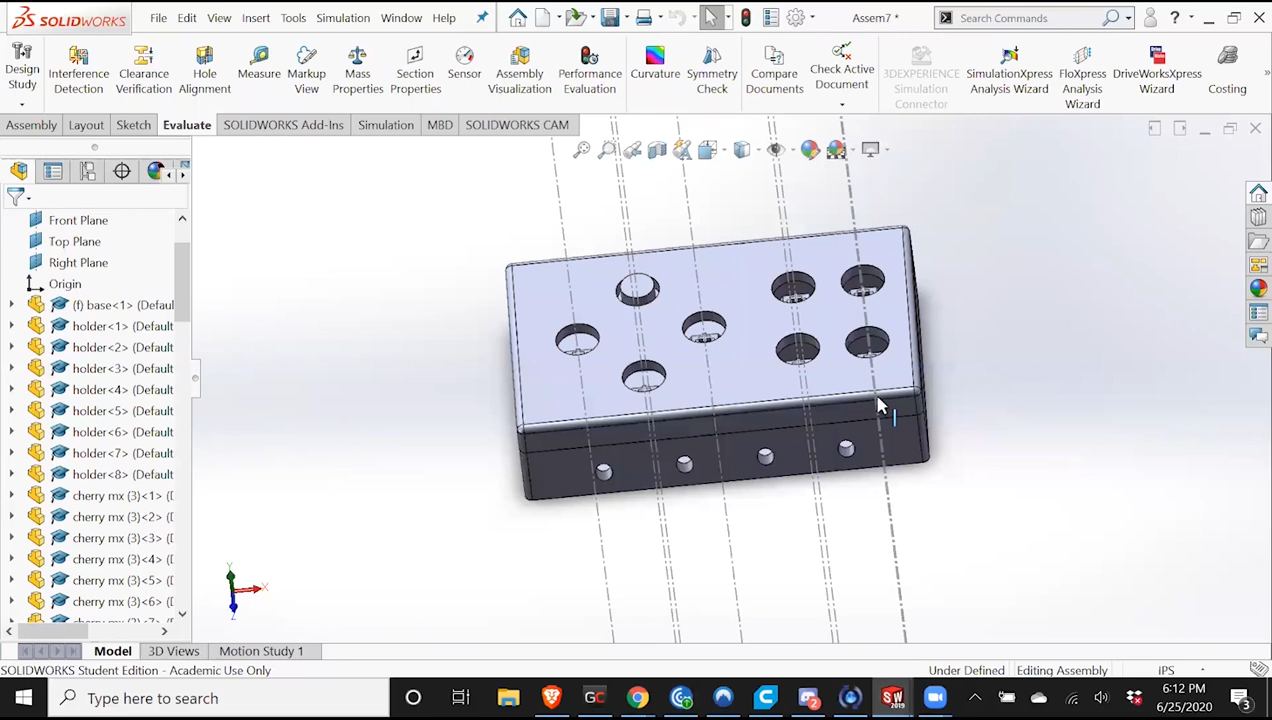 SOLIDWORKS File Edit View Insert Tools Simulation Window Help Assem7 * Search Commands ?
Design Study
Interference Detection
Clearance Verification
Hole Alignment
Measure
Markup View
Mass Properties
Section Properties
Sensor
Assembly Visualization
Performance Evaluation
Curvature
Symmetry Check
Compare Documents
Check Active Document
3DEXPERIENCE Simulation Connector
SimulationXpress Analysis Wizard
FloXpress Analysis Wizard
DriveWorksXpress Wizard
Costing
Assembly Layout Sketch Evaluate SOLIDWORKS Add-Ins Simulation MBD SOLIDWORKS CAM
Front Plane
Top Plane
Right Plane
Origin
(f) base<1> (Defau
holder<1> (Default
holder<2> (Default
holder<3> (Default
holder<4> (Default
holder<5> (Default
holder<6> (Default
holder<7> (Default
holder<8> (Default
cherry mx (3)<1> (D
cherry mx (3)<2> (D
cherry mx (3)<3> (D
cherry mx (3)<4> (D
cherry mx (3)<5> (D
cherry mx (3)<6> (D
Y X Z
Model 3D Views Motion Study 1
SOLIDWORKS Student Edition - Academic Use Only Under Defined Editing Assembly IPS
Type here to search GC 2 SW 2019 6:12 PM
6/25/2020 3